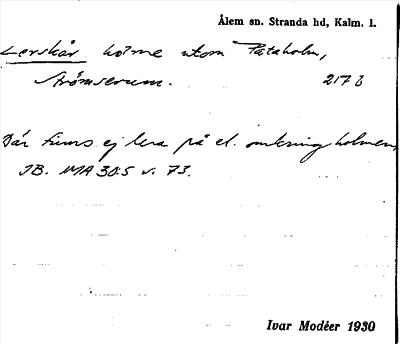 Ålem sn. Stranda hd, Kalm. l.
Lerskär holme utom Pataholm,
Strömserum. 217 b
Där finns ej lera på el. omkring holmen.
JB. MA 30:5 s. 73.
Ivar Modéer 1930